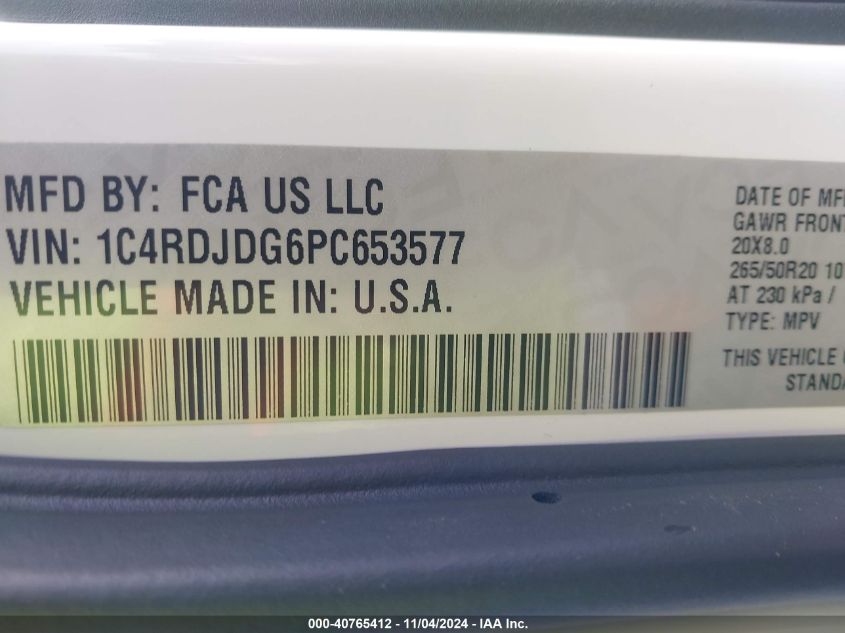 MFD BY: FCA US LLC
VIN: 1C4RDJDG6PC653577
VEHICLE MADE IN: U.S.A.
DATE OF MF
GAWR FRONT
20X8.0
265/50R20 10
AT 230 kPa /
TYPE: MPV
THIS VEHICLE
STANDA
000-40765412 - 11/04/2024 - IAA Inc.